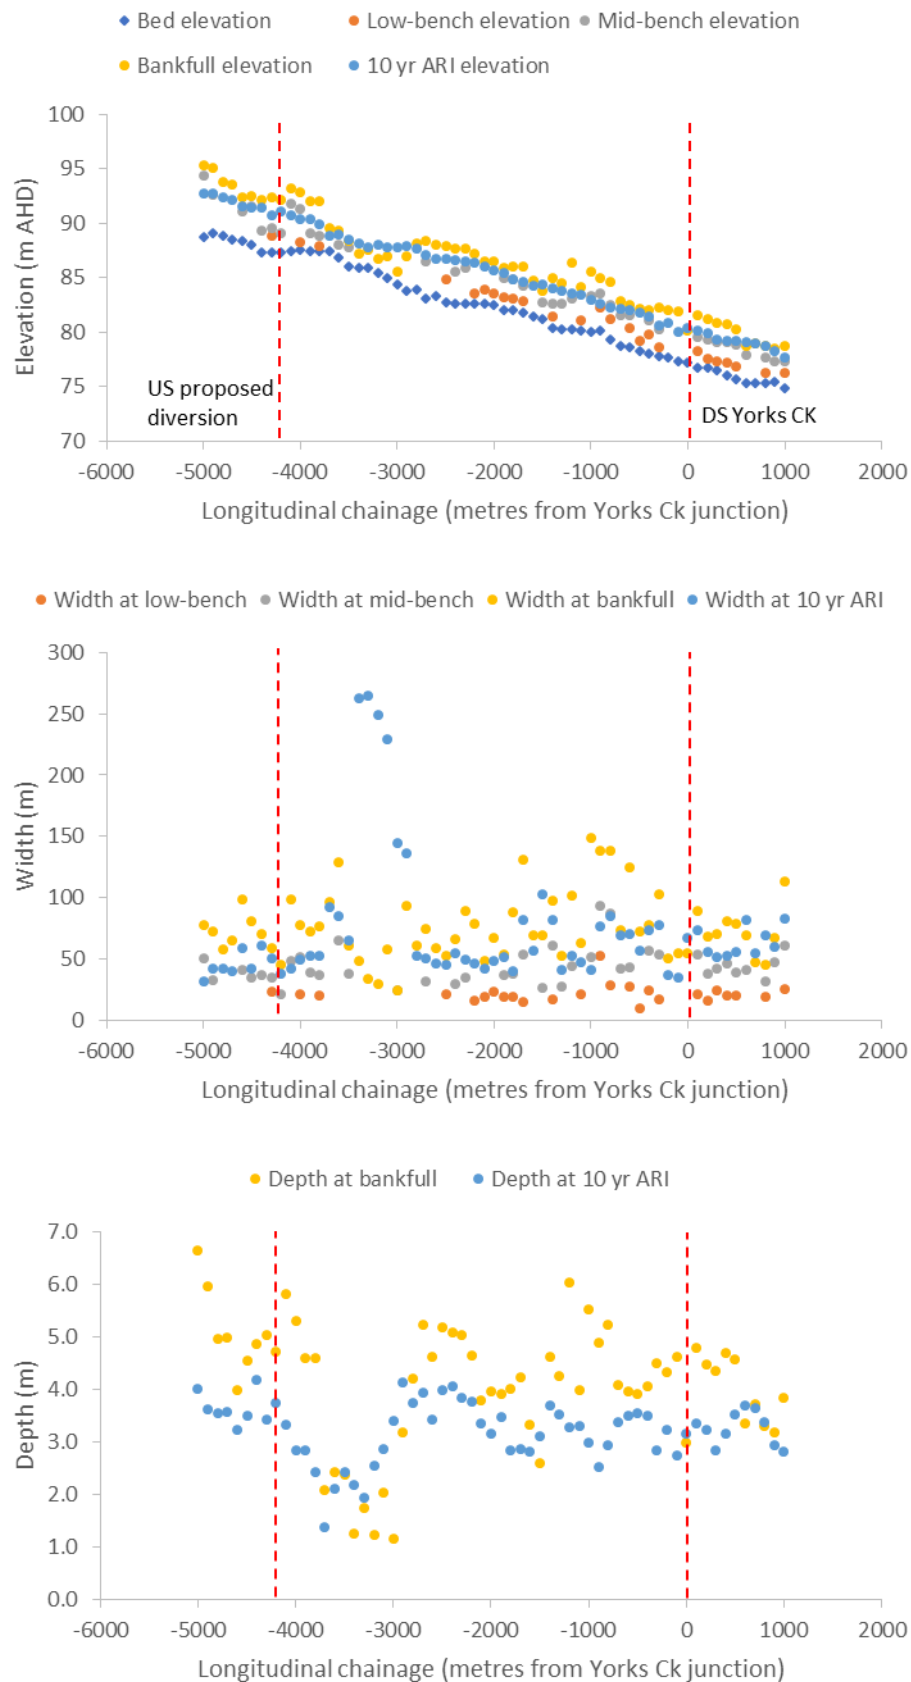 Bed elevation Low-bench elevation Mid-bench elevation
Bankfull elevation 10 yr ARI elevation
100
95
90
85
80
75
70
Elevation (m AHD)
US proposed
diversion
DS Yorks CK
-6000 -5000 -4000 -3000 -2000 -1000 0 1000 2000
Longitudinal chainage (metres from Yorks Ck junction)
Width at low-bench Width at mid-bench Width at bankfull Width at 10 yr ARI
300
250
200
150
100
50
0
Width (m)
-6000 -5000 -4000 -3000 -2000 -1000 0 1000 2000
Longitudinal chainage (metres from Yorks Ck junction)
Depth at bankfull Depth at 10 yr ARI
7.0
6.0
5.0
4.0
3.0
2.0
1.0
0.0
Depth (m)
-6000 -5000 -4000 -3000 -2000 -1000 0 1000 2000
Longitudinal chainage (metres from Yorks Ck junction)